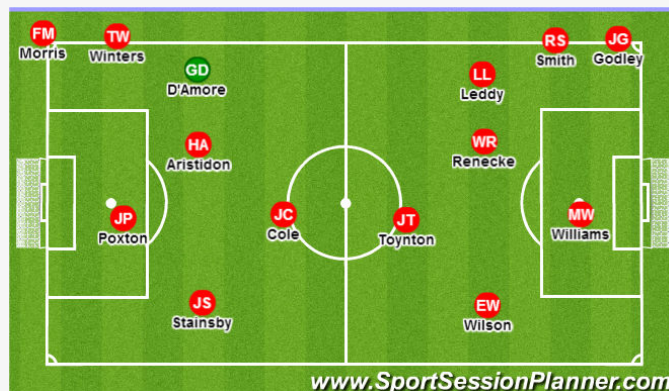 FM
Morris
TW
Winters
RS
Smith
JG
Godley
GD
D'Amore
LL
Leddy
HA
Aristidon
WR
Renecke
JP
Poxton
JC
Cole
JT
Toynton
MW
Williams
JS
Stainsby
EW
Wilson
www.SportSessionPlanner.com